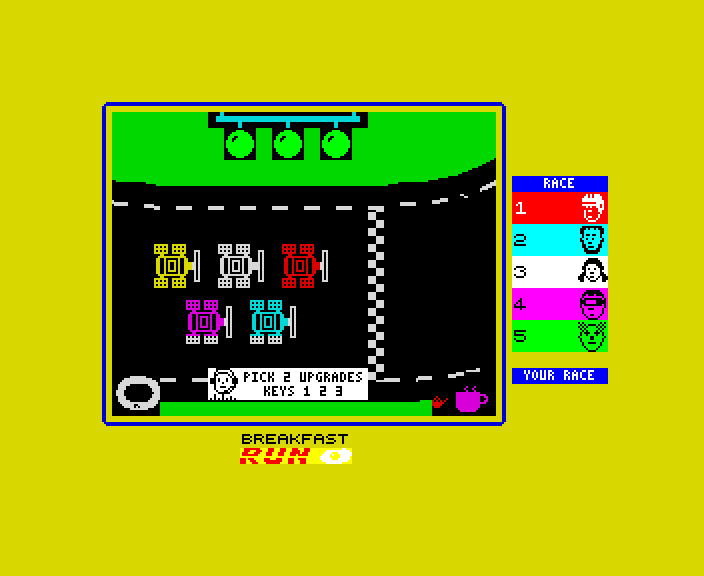 RACE
1
2
3
4
5
PICK 2 UPGRADES
KEYS 1 2 3
YOUR RACE
BREAKFAST
RUN